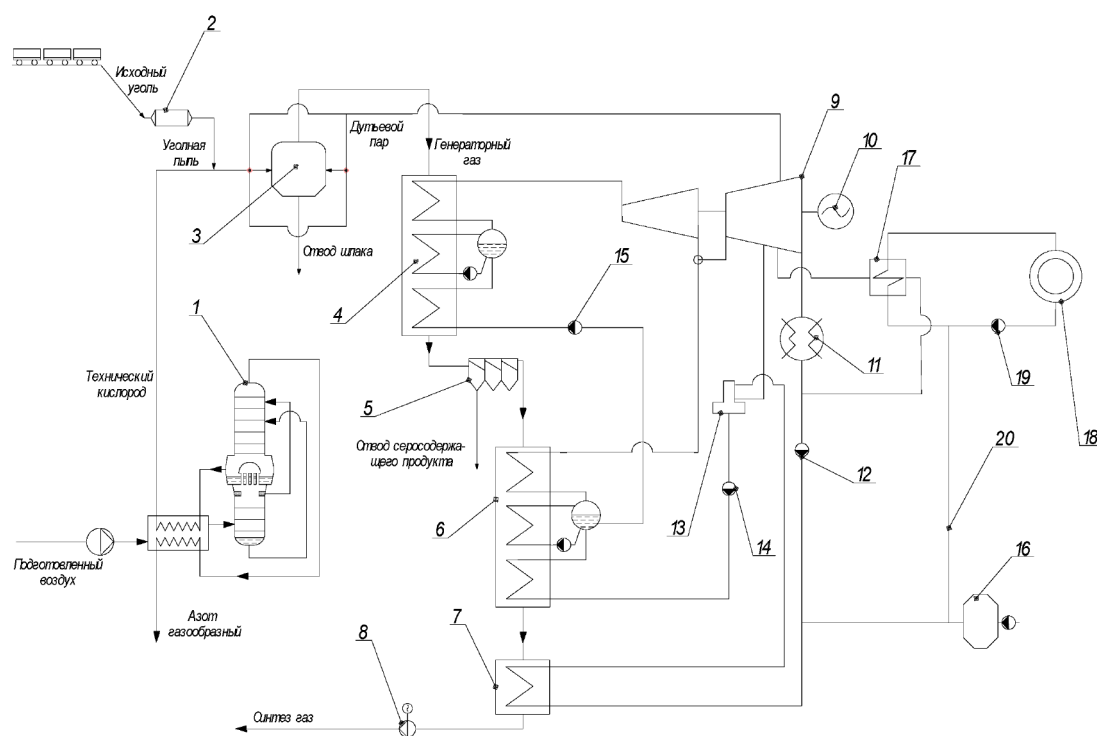 2
Исходный
уголь
Угольная
пыль
Дутьевой
пар
Генераторный
газ
9
10
17
3
Отвод шлака
4
15
1
11
19
18
Технический
кислород
5
Отвод серосодержа-
щего продукта
13
14
12
20
6
16
Подготовленный
воздух
Азот
газообразный
8
7
Синтез газ